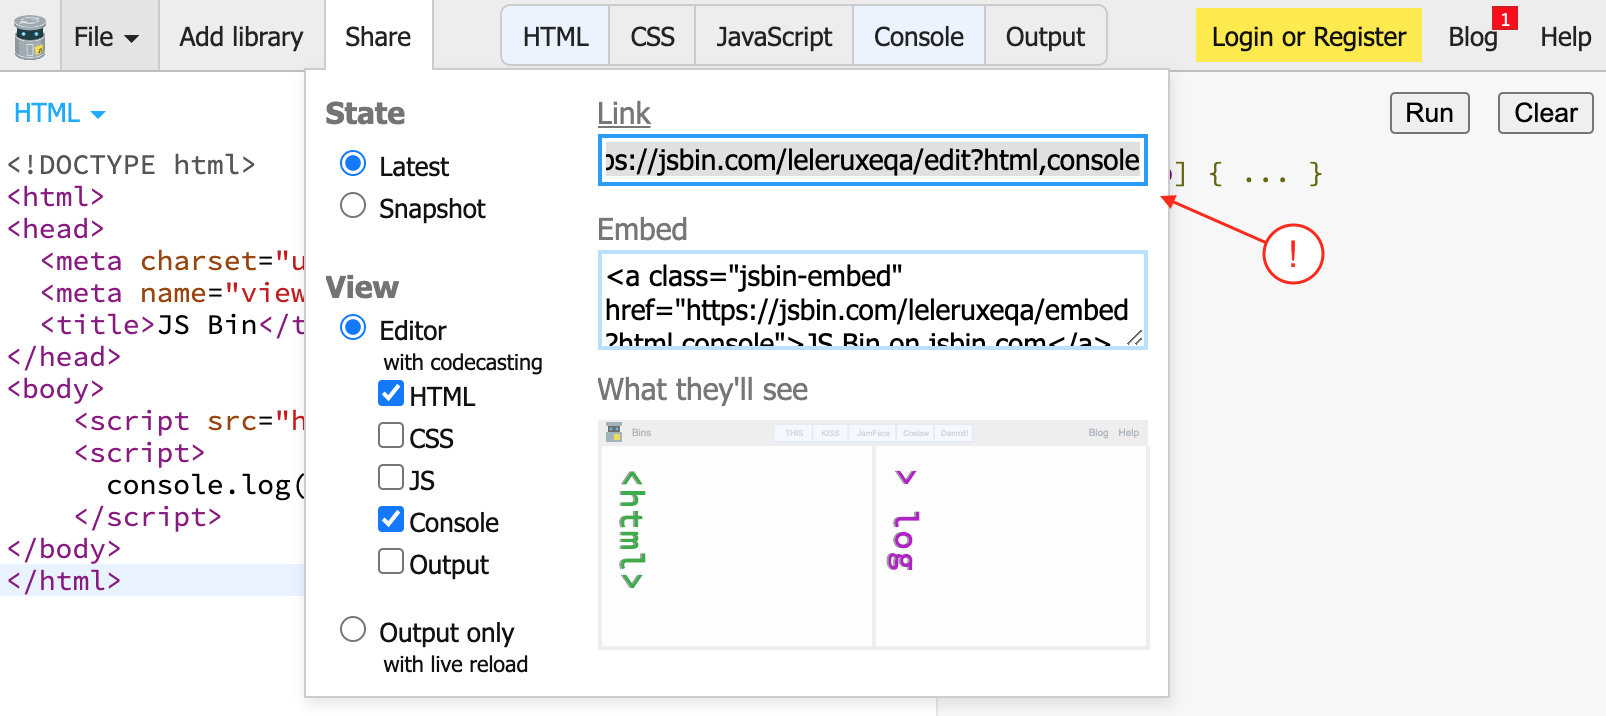 File
Add library
Share
HTML
CSS
JavaScript
Console
Output
Login or Register
Blog
1
Help
HTML
Run
Clear
<!DOCTYPE html>
<html>
<head>
<meta charset="u
<meta name="view
<title>JS Bin</t
</head>
<body>
<script src="h
<script>
console.log(
</script>
</body>
</html>
State
Latest
Snapshot
View
Editor
with codecasting
HTML
CSS
JS
Console
Output
Output only
with live reload
Link
ps://jsbin.com/leleruxeqa/edit?html,console
Embed
<a class="jsbin-embed"
href="https://jsbin.com/leleruxeqa/embed
?html,console">JS Bin on jsbin.com</a>
What they'll see
Bins
THIS
KISS
JamFace
Coslaw
Danmit!
Blog
Help
<html>
> log
] { ... }
!